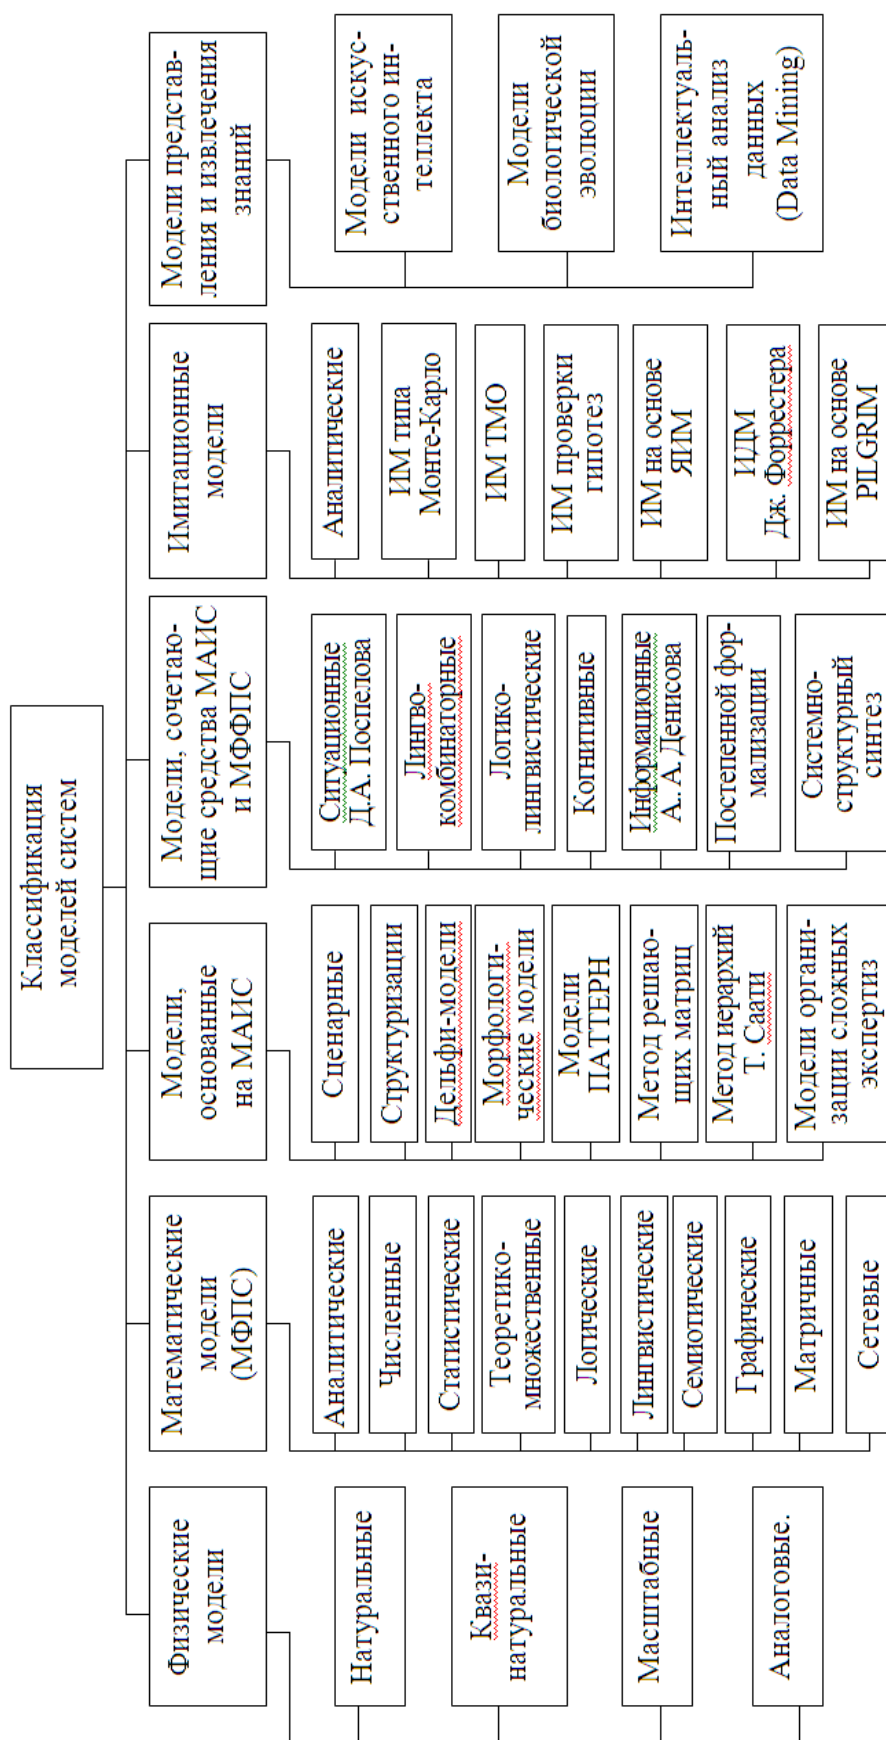 Классификация
моделей систем
Физические
модели
Натуральные
Квази-
натуральные
Масштабные
Аналоговые.
Математические
модели
(МФПС)
Аналитические
Численные
Статистические
Теоретико-
множественные
Логические
Лингвистические
Семиотические
Графические
Матричные
Сетевые
Модели,
основанные
на МАИС
Сценарные
Структуризации
Дельфи-модели
Морфологи-
ческие модели
Модели
ПАТТЕРН
Метод решаю-
щих матриц
Метод иерархий
Т. Саати
Модели органи-
зации сложных
экспертиз
Модели, сочетаю-
щие средства МАИС
и МФФПС
Ситуационные
Д.А. Поспелова
Лингво-
комбинаторные
Логико-
лингвистические
Когнитивные
Информационные
А. А. Денисова
Постепенной фор-
мализации
Системно-
структурный
синтез
Имитационные
модели
Аналитические
ИМ типа
Монте-Карло
ИМ ТМО
ИМ проверки
гипотез
ИМ на основе
ЯИМ
ИДМ
Дж. Форрестера
ИМ на основе
PILGRIM
Модели представ-
ления и извлечения
знаний
Модели искус-
ственного ин-
теллекта
Модели
биологической
эволюции
Интеллектуаль-
ный анализ
данных
(Data Mining)